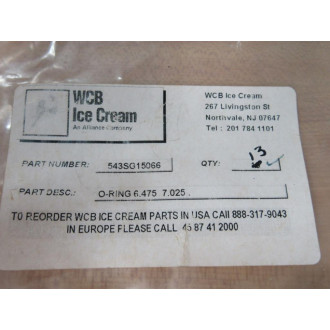 WCB
Ice Cream
An Alliance Company
WCB Ice Cream
267 Livingston St
Northvale, NJ 07647
Tel : 201 784 1101
PART NUMBER: 543SG15066 QTY: 13
PART DESC.: O-RING 6.475 7.025
TO REORDER WCB ICE CREAM PARTS IN USA CAll 888-317-9043
IN EUROPE PLEASE CALL 45 87 41 2000